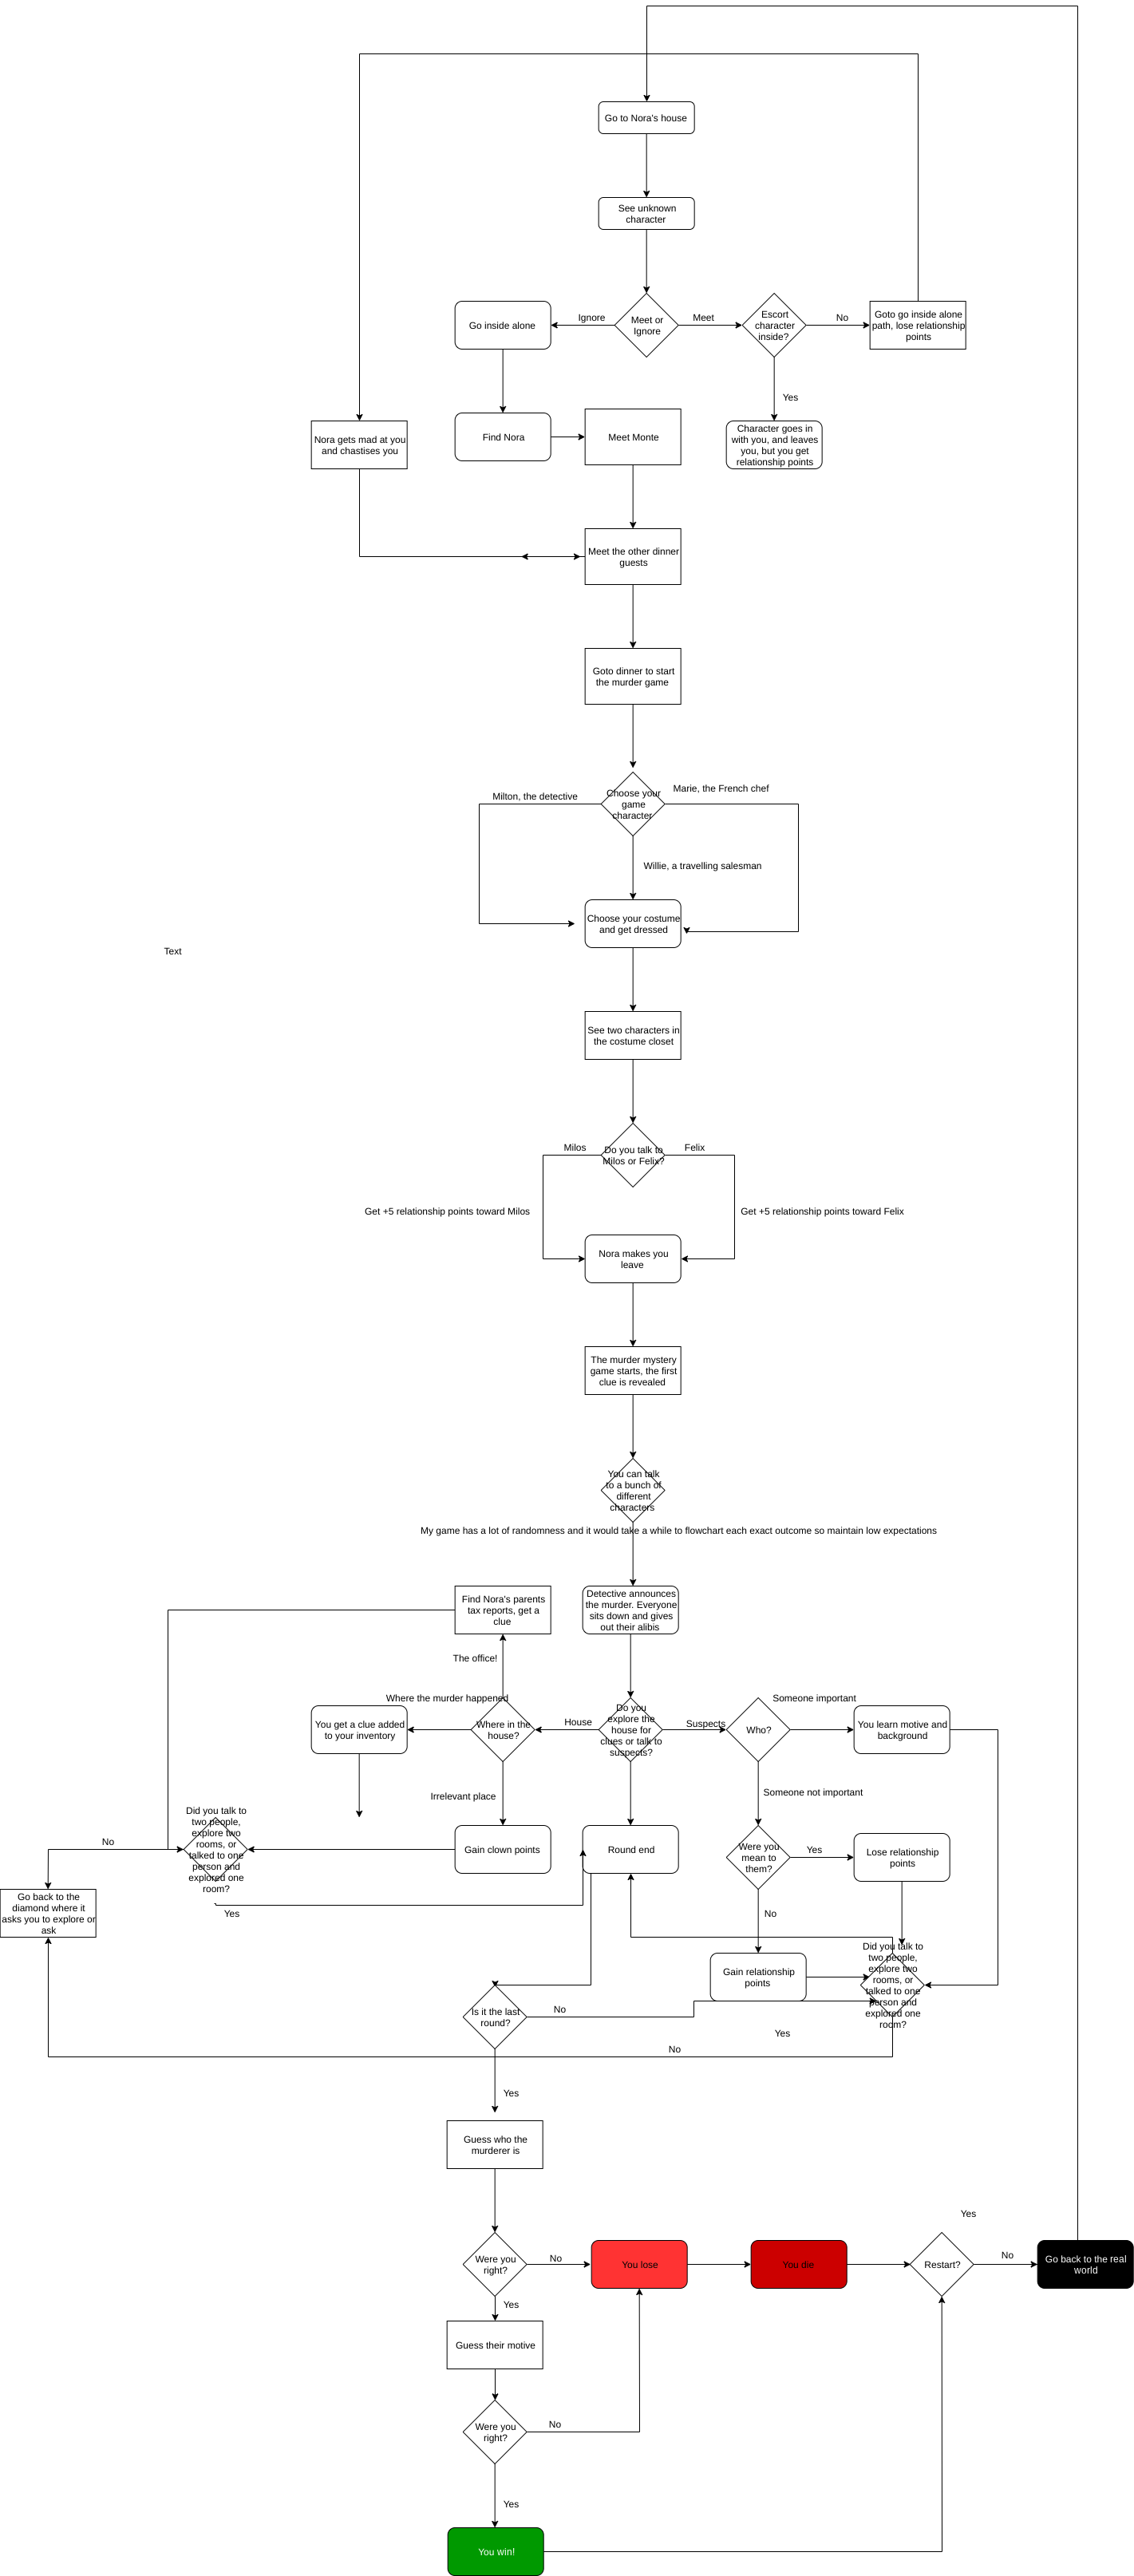 Go to Nora's house
See unknown
character
Go inside alone
Ignore
Meet or
Ignore
Meet
Escort
character
inside?
No
Goto go inside alone
path, lose relationship
points
Yes
Nora gets mad at you
and chastises you
Find Nora
Meet Monte
Character goes in
with you, and leaves
you, but you get
relationship points
Meet the other dinner
guests
Goto dinner to start
the murder game
Milton, the detective
Choose your
game
character
Marie, the French chef
Willie, a travelling salesman
Choose your costume
and get dressed
Text
See two characters in
the costume closet
Milos
Do you talk to
Milos or Felix?
Felix
Get +5 relationship points toward Milos
Get +5 relationship points toward Felix
Nora makes you
leave
The murder mystery
game starts, the first
clue is revealed
You can talk
to a bunch of
different
characters
My game has a lot of randomness and it would take a while to flowchart each exact outcome so maintain low expectations
Find Nora's parents
tax reports, get a
clue
Detective announces
the murder. Everyone
sits down and gives
out their alibis
The office!
Where the murder happened
Someone important
You get a clue added
to your inventory
Where in the
house?
House
Do you
explore the
house for
clues or talk to
suspects?
Suspects
Who?
You learn motive and
background
Irrelevant place
Someone not important
No
Did you talk to
two people,
explore two
rooms, or
talked to one
person and
explored one
room?
Gain clown points
Round end
Were you
mean to
them?
Yes
Lose relationship
points
Go back to the
diamond where it
asks you to explore or
ask
Yes
No
Gain relationship
points
Did you talk to
two people,
explore two
rooms, or
talked to one
person and
explored one
room?
Is it the last
round?
No
Yes
No
Yes
Guess who the
murderer is
Yes
Were you
right?
No
You lose
You die
Restart?
No
Go back to the real
world
Yes
Guess their motive
Were you
right?
No
Yes
You win!